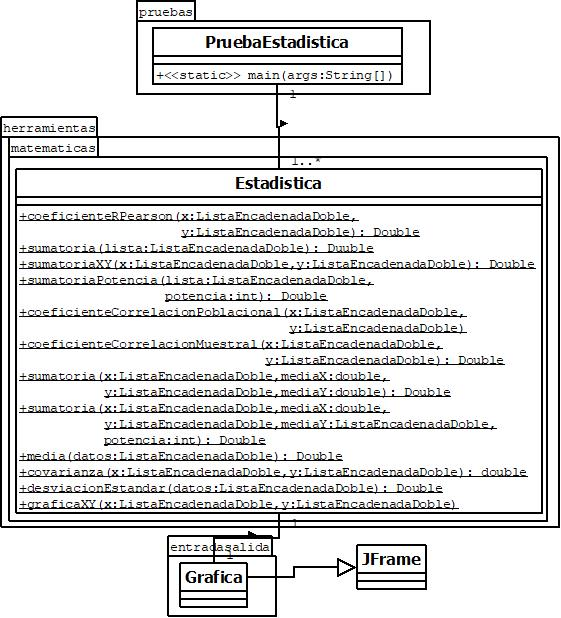 pruebas
PruebaEstadistica
+<<static>> main(args:String[])
1
herramientas
matematicas
1..*
Estadistica
+coeficienteRPearson(x:ListaEncadenadaDoble,
y:ListaEncadenadaDoble): Double
+sumatoria(lista:ListaEncadenadaDoble): Duuble
+sumatoriaXY(x:ListaEncadenadaDoble,y:ListaEncadenadaDoble): Double
+sumatoriaPotencia(lista:ListaEncadenadaDoble,
potencia:int): Double
+coeficienteCorrelacionPoblacional(x:ListaEncadenadaDoble,
y:ListaEncadenadaDoble)
+coeficienteCorrelacionMuestral(x:ListaEncadenadaDoble,
y:ListaEncadenadaDoble): Double
+sumatoria(x:ListaEncadenadaDoble,mediaX:double,
y:ListaEncadenadaDoble,mediaY:double): Double
+sumatoria(x:ListaEncadenadaDoble,mediaX:double,
y:ListaEncadenadaDoble,mediaY:ListaEncadenadaDoble,
potencia:int): Double
+media(datos:ListaEncadenadaDoble): Double
+covarianza(x:ListaEncadenadaDoble,y:ListaEncadenadaDoble): double
+desviacionEstandar(datos:ListaEncadenadaDoble): Double
+graficaXY(x:ListaEncadenadaDoble,y:ListaEncadenadaDoble)
1
entradasalida
1
Grafica
JFrame